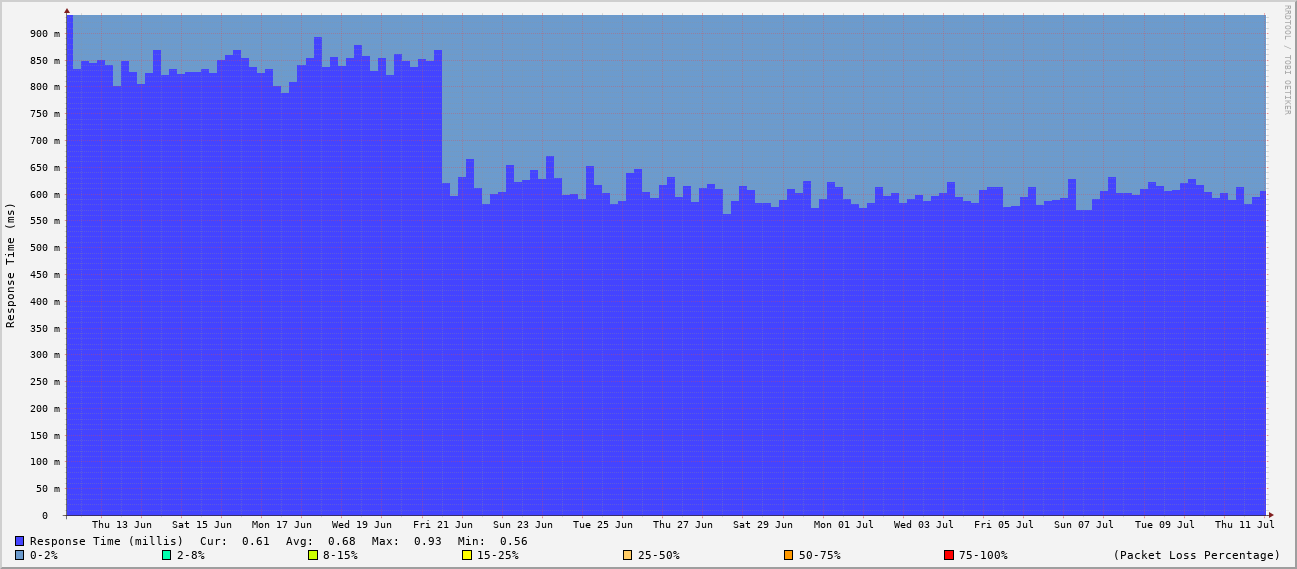 RRDTOOL / TOBI OETIKER
Response Time (ms)
900 m
850 m
800 m
750 m
700 m
650 m
600 m
550 m
500 m
450 m
400 m
350 m
300 m
250 m
200 m
150 m
100 m
50 m
0
Thu 13 Jun Sat 15 Jun Mon 17 Jun Wed 19 Jun Fri 21 Jun Sun 23 Jun Tue 25 Jun Thu 27 Jun Sat 29 Jun Mon 01 Jul Wed 03 Jul Fri 05 Jul Sun 07 Jul Tue 09 Jul Thu 11 Jul
Response Time (millis) Cur: 0.61 Avg: 0.68 Max: 0.93 Min: 0.56
0-2% 2-8% 8-15% 15-25% 25-50% 50-75% 75-100% (Packet Loss Percentage)